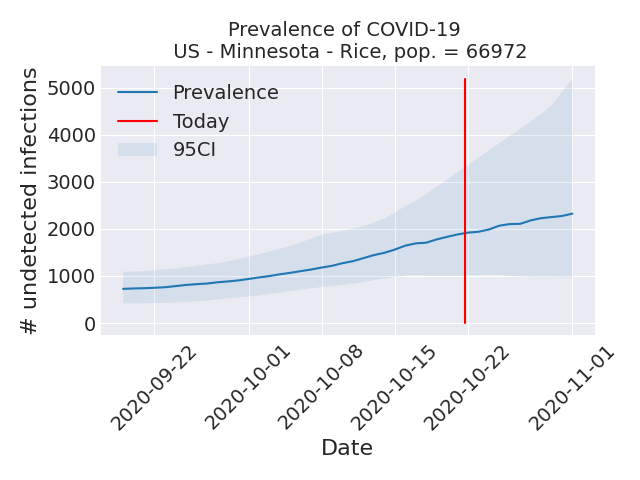 Prevalence of COVID-19
US - Minnesota - Rice, pop. = 66972
# undetected infections
5000
4000
3000
2000
1000
0
Prevalence
Today
95CI
2020-09-22
2020-10-01
2020-10-08
2020-10-15
2020-10-22
2020-11-01
Date